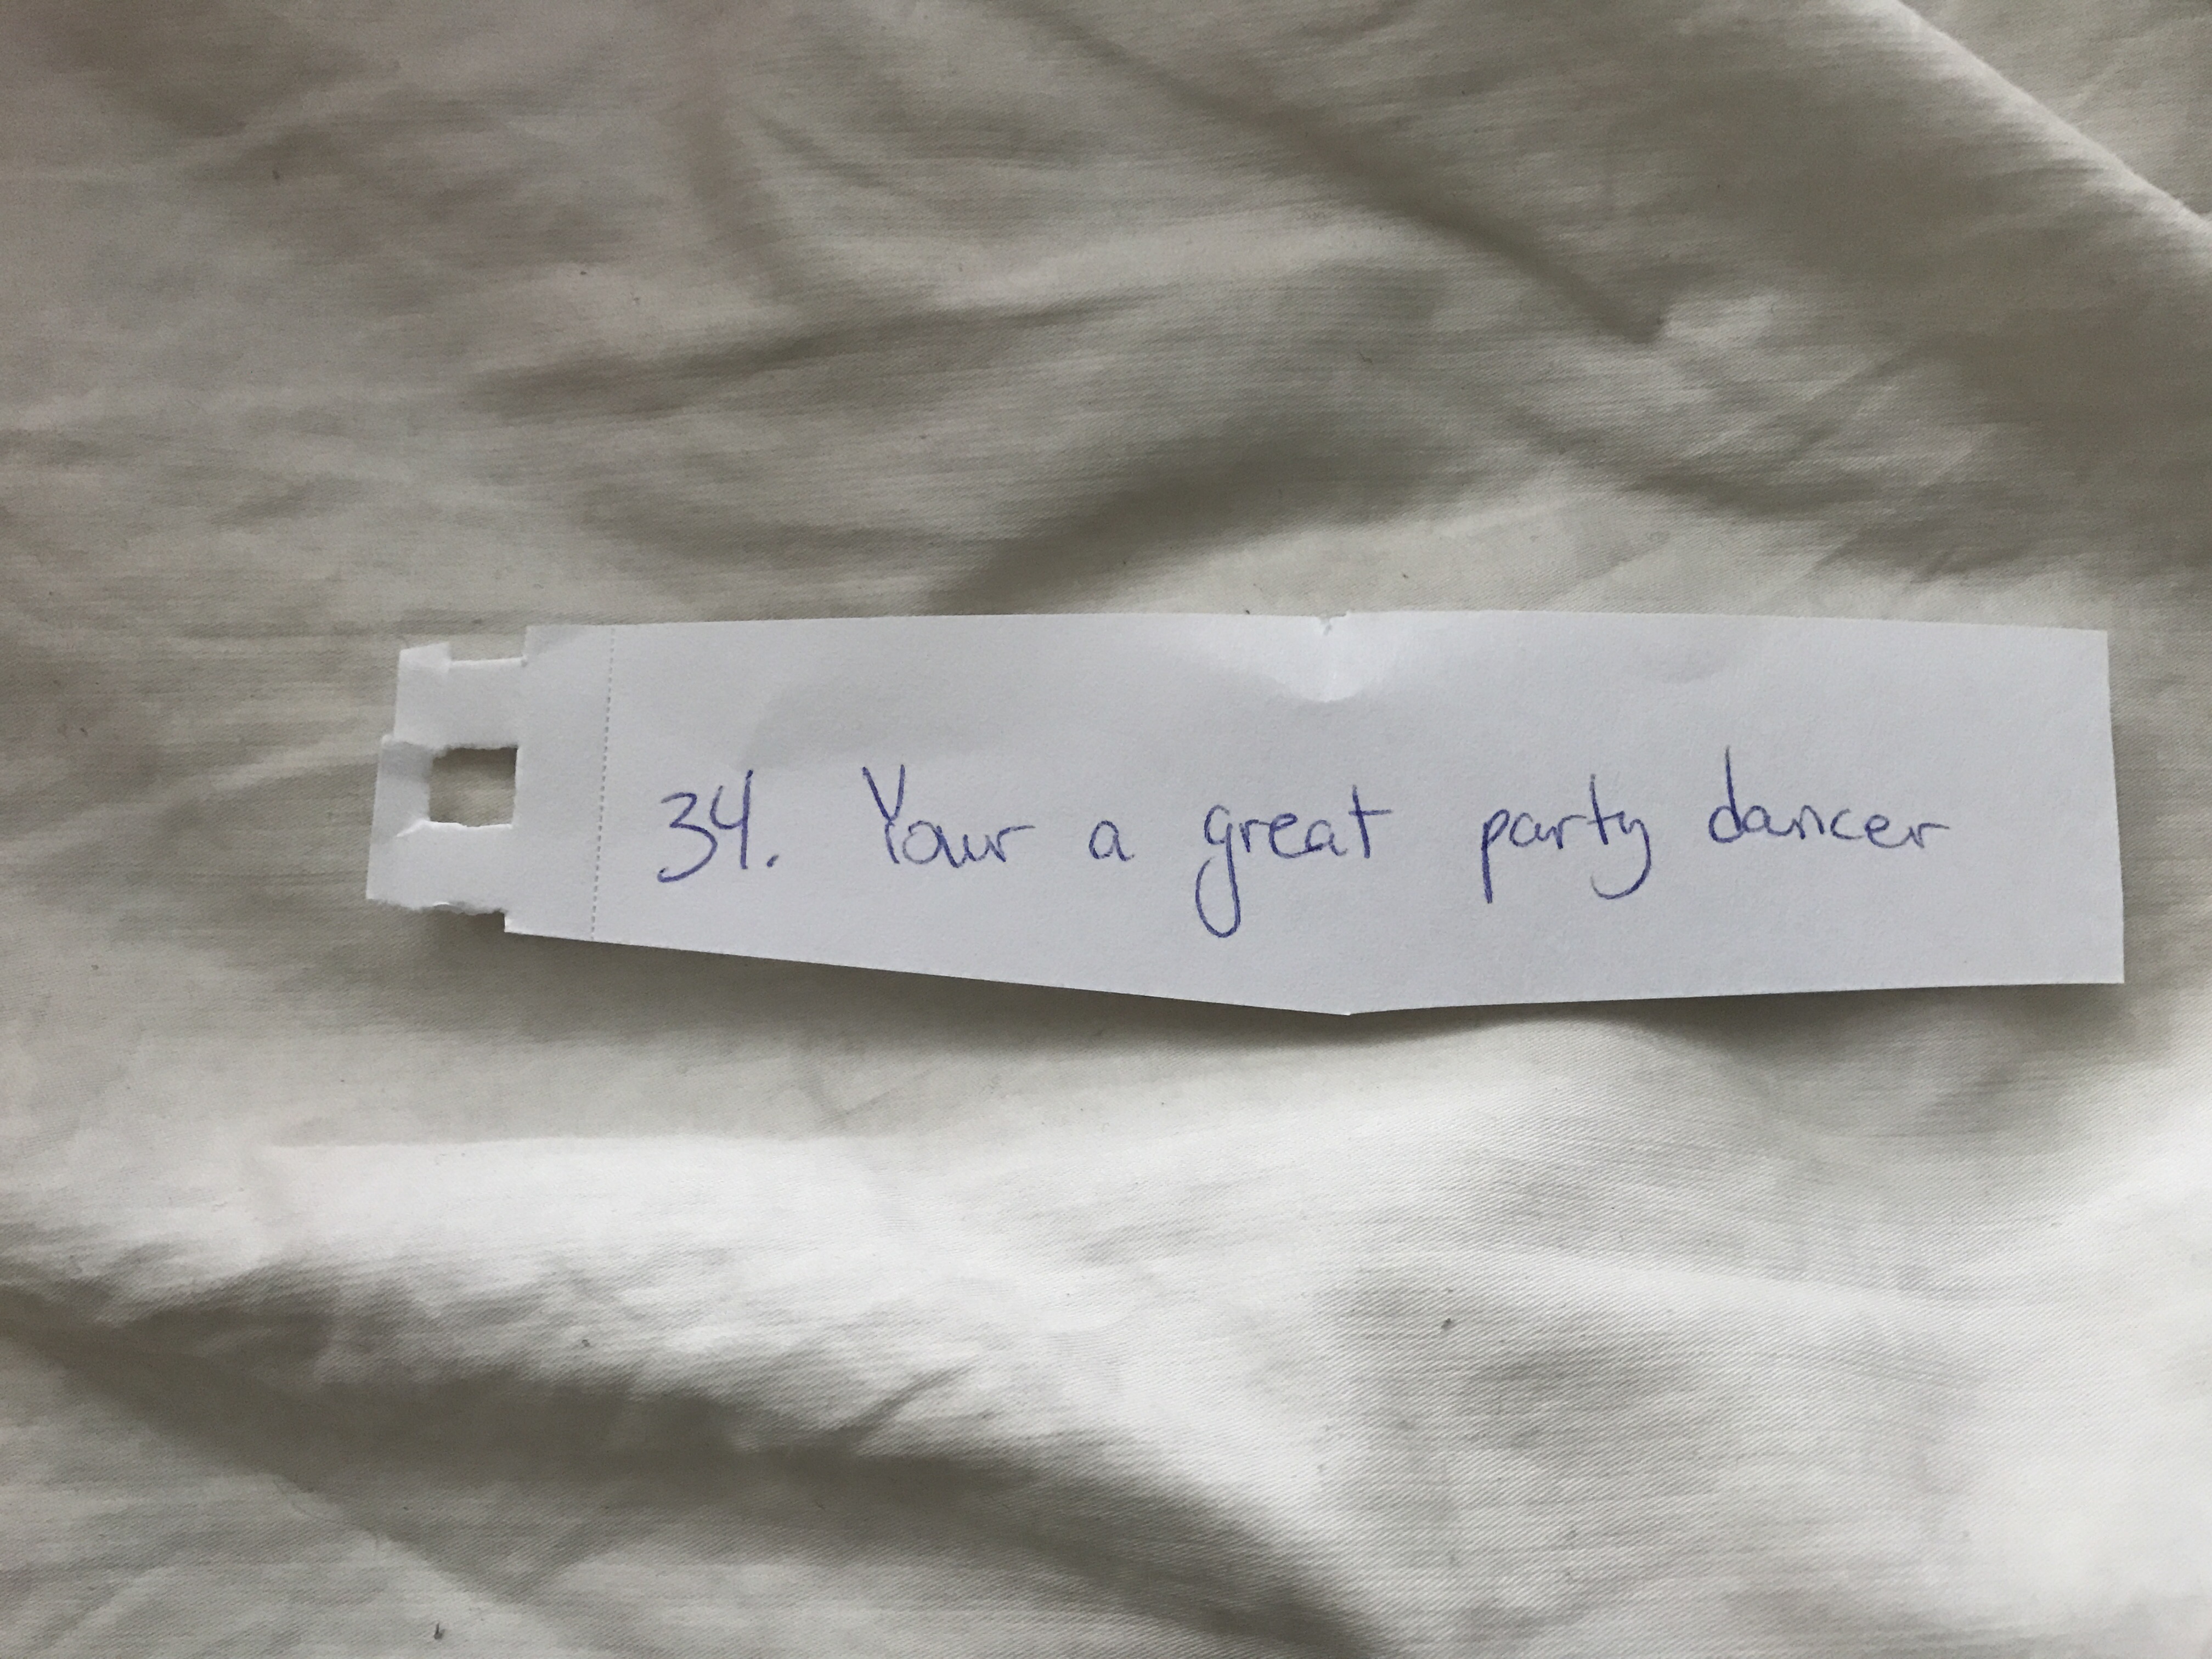 34. Your a great party dancer